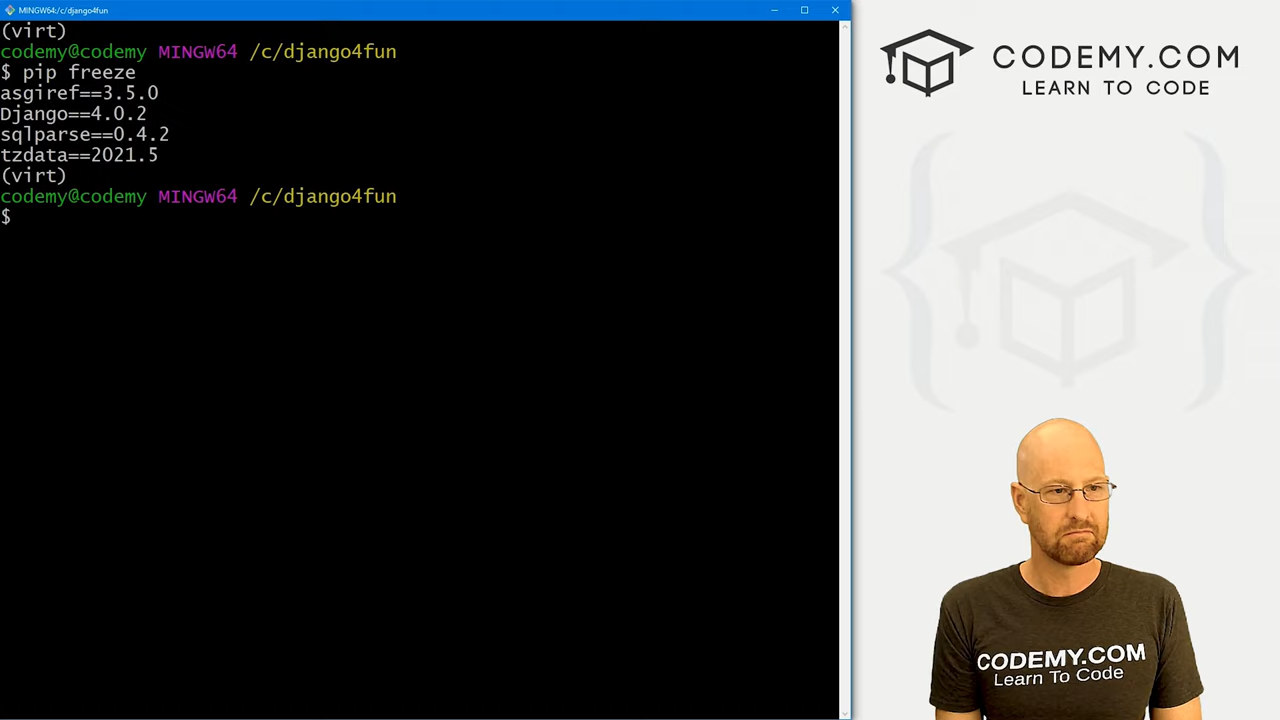 MINGW64:/c/django4fun
(virt)
codemy@codemy MINGW64 /c/django4fun
$ pip freeze
asgiref==3.5.0
Django==4.0.2
sqlparse==0.4.2
tzdata==2021.5
(virt)
codemy@codemy MINGW64 /c/django4fun
$
CODEMY.COM
LEARN TO CODE
CODEMY.COM
Learn To Code